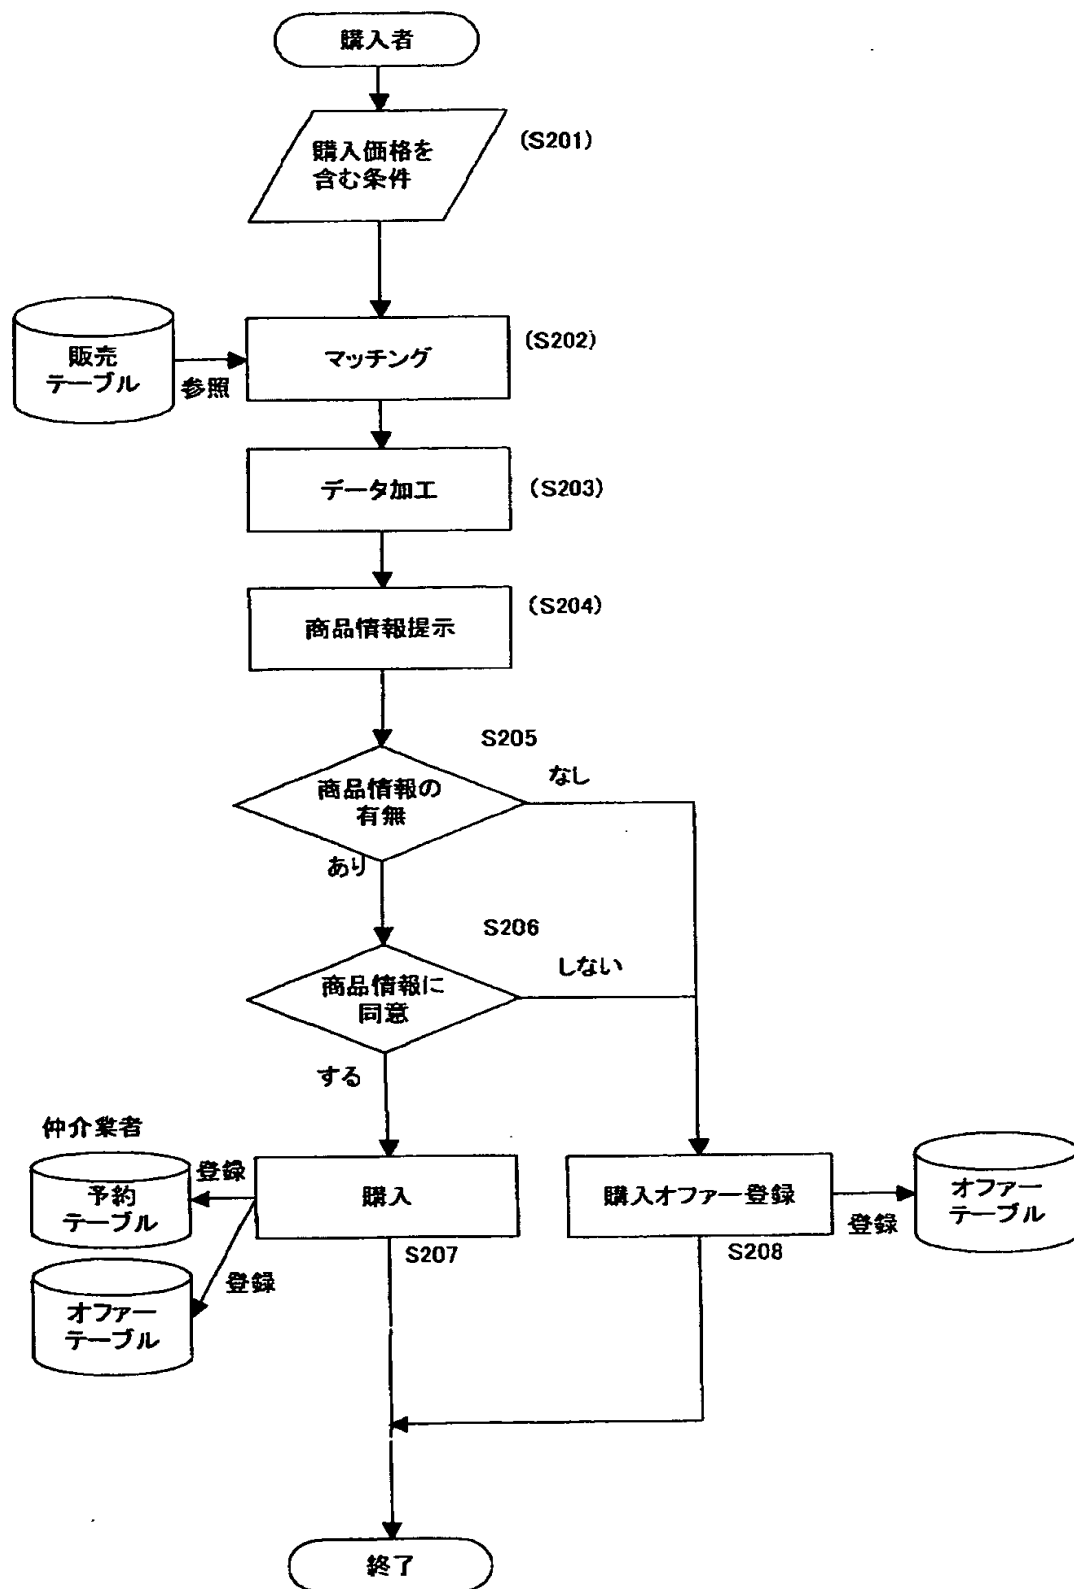 購入者
購入価格を
含む条件
(S201)
販売
テーブル
参照
マッチング
(S202)
データ加工
(S203)
商品情報提示
(S204)
S205
商品情報の
有無
なし
あり
S206
商品情報に
同意
しない
する
仲介業者
予約
テーブル
登録
購入
S207
登録
オファー
テーブル
購入オファー登録
S208
登録
オファー
テーブル
終了